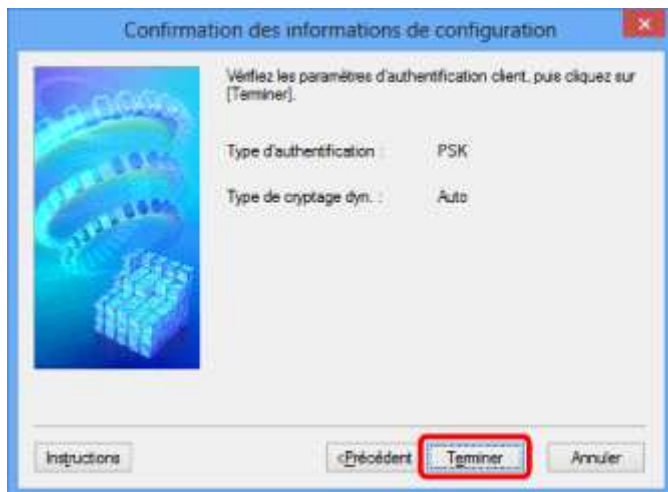 Confirmation des informations de configuration
Vérifiez les paramètres d'authentification client, puis cliquez sur
[Terminer].
Type d'authentification : PSK
Type de cryptage dyn. : Auto
Instructions <Précédent Terminer Annuler